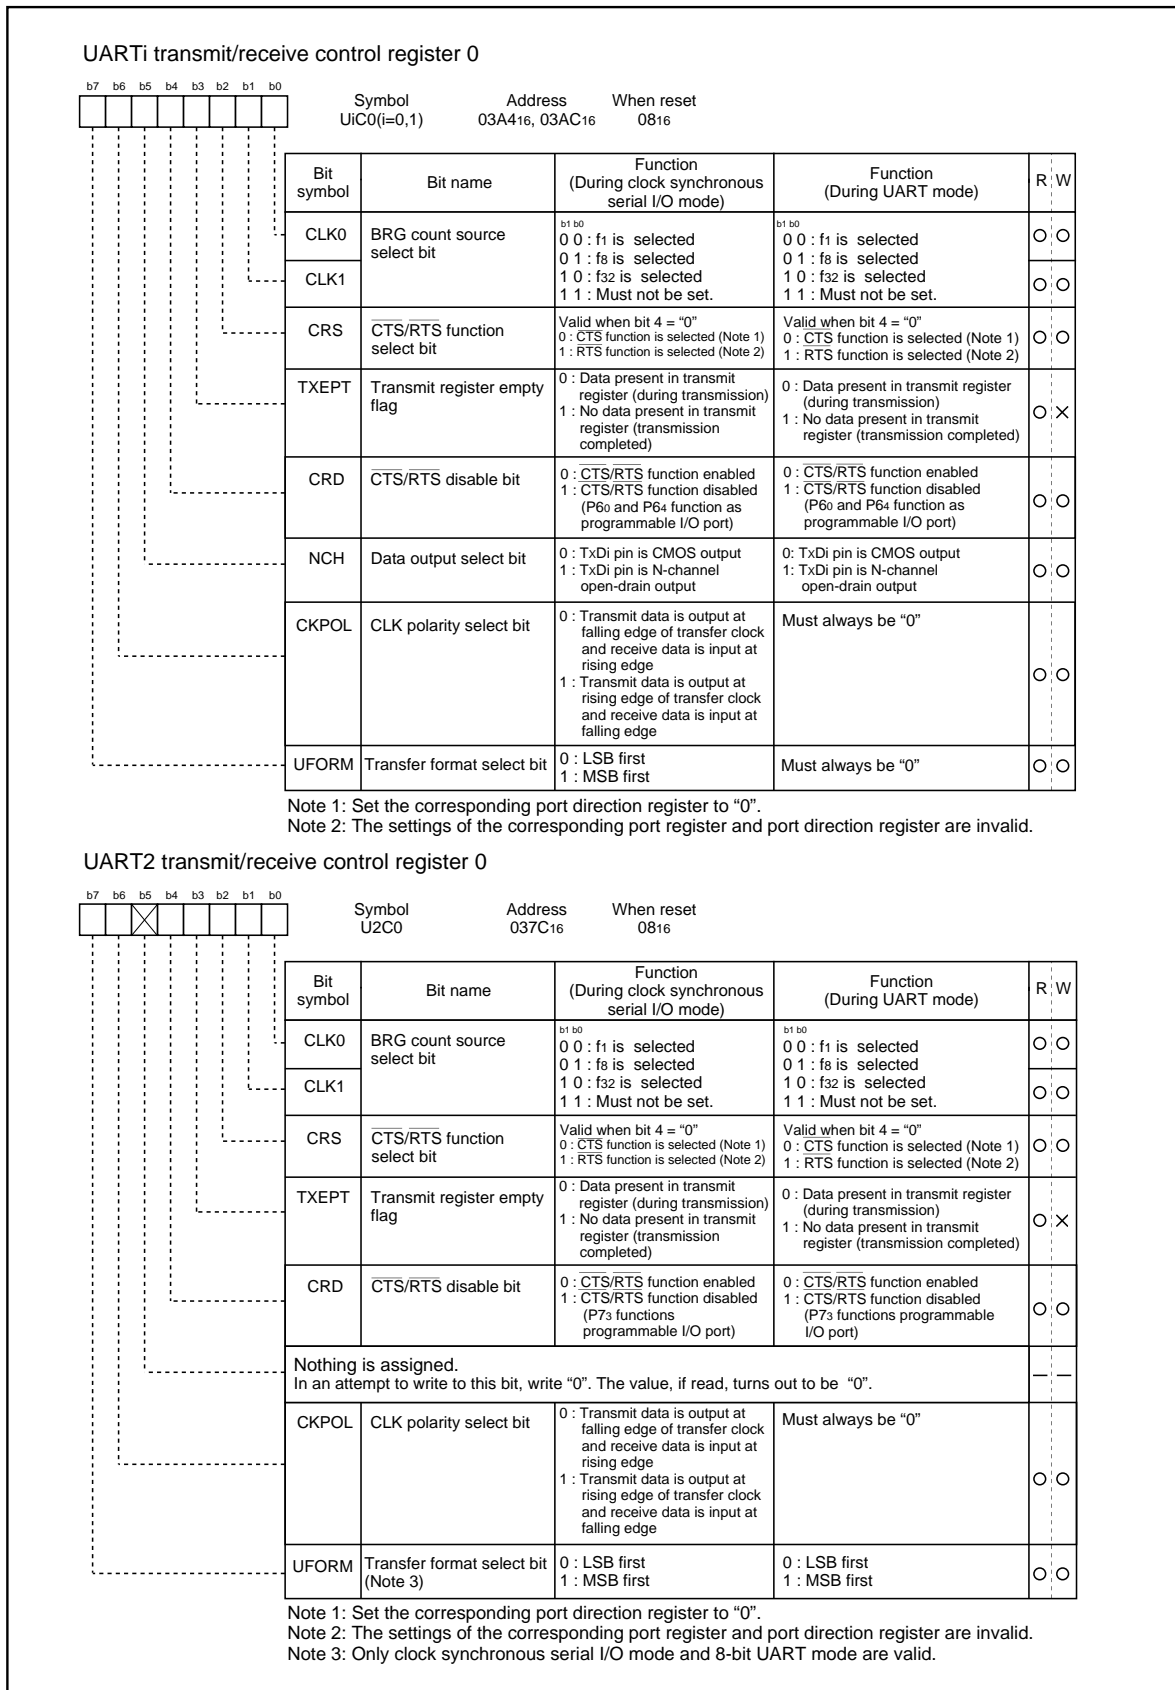 UARTi transmit/receive control register 0
b7 b6 b5 b4 b3 b2 b1 b0
Symbol Address When reset
UiC0(i=0,1) 03A416, 03AC16 0816
Bit symbol Bit name Function (During clock synchronous serial I/O mode) Function (During UART mode) R W
CLK0 BRG count source select bit
CLK1
b1 b0
0 0 : f1 is selected
0 1 : f8 is selected
1 0 : f32 is selected
1 1 : Must not be set.
b1 b0
0 0 : f1 is selected
0 1 : f8 is selected
1 0 : f32 is selected
1 1 : Must not be set.
CRS CTS/RTS function select bit
Valid when bit 4 = “0”
0 : CTS function is selected (Note 1)
1 : RTS function is selected (Note 2)
Valid when bit 4 = “0”
0 : CTS function is selected (Note 1)
1 : RTS function is selected (Note 2)
TXEPT Transmit register empty flag
0 : Data present in transmit
register (during transmission)
1 : No data present in transmit
register (transmission
completed)
0 : Data present in transmit register
(during transmission)
1 : No data present in transmit
register (transmission completed)
CRD CTS/RTS disable bit
0 : CTS/RTS function enabled
1 : CTS/RTS function disabled
(P60 and P64 function as
programmable I/O port)
0 : CTS/RTS function enabled
1 : CTS/RTS function disabled
(P60 and P64 function as
programmable I/O port)
NCH Data output select bit
0 : TXDi pin is CMOS output
1 : TXDi pin is N-channel
open-drain output
0: TXDi pin is CMOS output
1: TXDi pin is N-channel
open-drain output
CKPOL CLK polarity select bit
0 : Transmit data is output at
falling edge of transfer clock
and receive data is input at
rising edge
1 : Transmit data is output at
rising edge of transfer clock
and receive data is input at
falling edge
Must always be “0”
UFORM Transfer format select bit
0 : LSB first
1 : MSB first
Must always be “0”
Note 1: Set the corresponding port direction register to “0”.
Note 2: The settings of the corresponding port register and port direction register are invalid.
UART2 transmit/receive control register 0
b7 b6 b5 b4 b3 b2 b1 b0
Symbol Address When reset
U2C0 037C16 0816
Bit symbol Bit name Function (During clock synchronous serial I/O mode) Function (During UART mode) R W
CLK0 BRG count source select bit
CLK1
b1 b0
0 0 : f1 is selected
0 1 : f8 is selected
1 0 : f32 is selected
1 1 : Must not be set.
b1 b0
0 0 : f1 is selected
0 1 : f8 is selected
1 0 : f32 is selected
1 1 : Must not be set.
CRS CTS/RTS function select bit
Valid when bit 4 = “0”
0 : CTS function is selected (Note 1)
1 : RTS function is selected (Note 2)
Valid when bit 4 = “0”
0 : CTS function is selected (Note 1)
1 : RTS function is selected (Note 2)
TXEPT Transmit register empty flag
0 : Data present in transmit
register (during transmission)
1 : No data present in transmit
register (transmission
completed)
0 : Data present in transmit register
(during transmission)
1 : No data present in transmit
register (transmission completed)
CRD CTS/RTS disable bit
0 : CTS/RTS function enabled
1 : CTS/RTS function disabled
(P73 functions
programmable I/O port)
0 : CTS/RTS function enabled
1 : CTS/RTS function disabled
(P73 functions programmable
I/O port)
Nothing is assigned.
In an attempt to write to this bit, write “0”. The value, if read, turns out to be “0”.
CKPOL CLK polarity select bit
0 : Transmit data is output at
falling edge of transfer clock
and receive data is input at
rising edge
1 : Transmit data is output at
rising edge of transfer clock
and receive data is input at
falling edge
Must always be “0”
UFORM Transfer format select bit (Note 3)
0 : LSB first
1 : MSB first
0 : LSB first
1 : MSB first
Note 1: Set the corresponding port direction register to “0”.
Note 2: The settings of the corresponding port register and port direction register are invalid.
Note 3: Only clock synchronous serial I/O mode and 8-bit UART mode are valid.